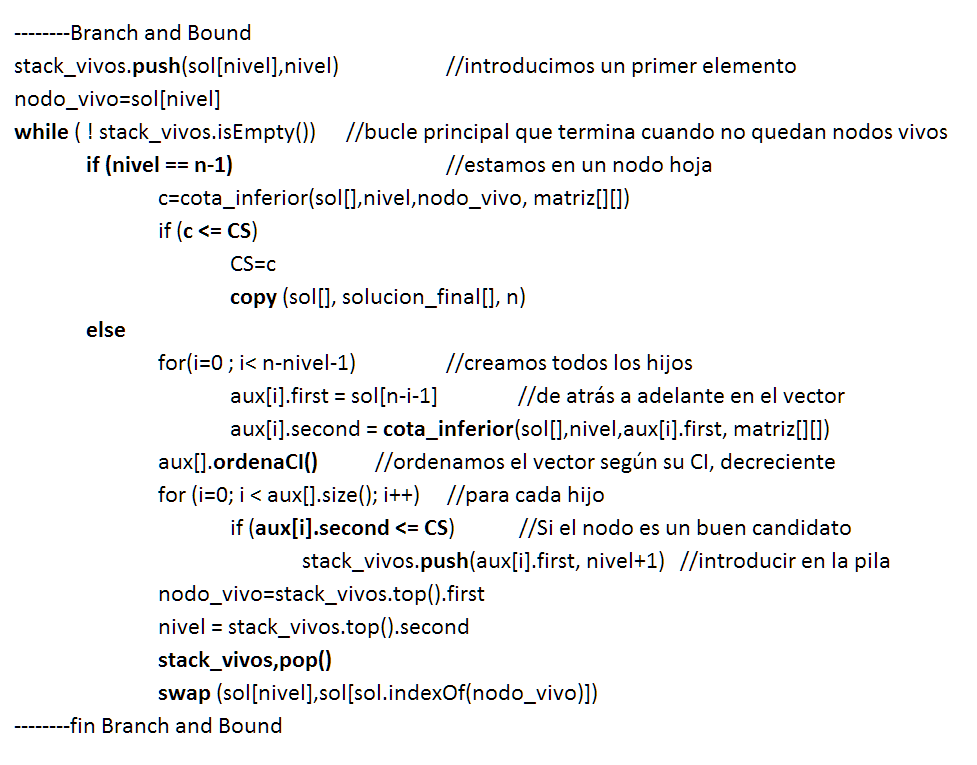 --------Branch and Bound
stack_vivos.push(sol[nivel],nivel) //introducimos un primer elemento
nodo_vivo=sol[nivel]
while ( ! stack_vivos.isEmpty()) //bucle principal que termina cuando no quedan nodos vivos
if (nivel == n-1) //estamos en un nodo hoja
c=cota_inferior(sol[],nivel,nodo_vivo, matriz[][])
if (c <= CS)
CS=c
copy (sol[], solucion_final[], n)
else
for(i=0 ; i< n-nivel-1) //creamos todos los hijos
aux[i].first = sol[n-i-1] //de atrás a adelante en el vector
aux[i].second = cota_inferior(sol[],nivel,aux[i].first, matriz[][])
aux[].ordenaCI() //ordenamos el vector según su CI, decreciente
for (i=0; i < aux[].size(); i++) //para cada hijo
if (aux[i].second <= CS) //Si el nodo es un buen candidato
stack_vivos.push(aux[i].first, nivel+1) //introducir en la pila
nodo_vivo=stack_vivos.top().first
nivel = stack_vivos.top().second
stack_vivos,pop()
swap (sol[nivel],sol[sol.indexOf(nodo_vivo)])
--------fin Branch and Bound